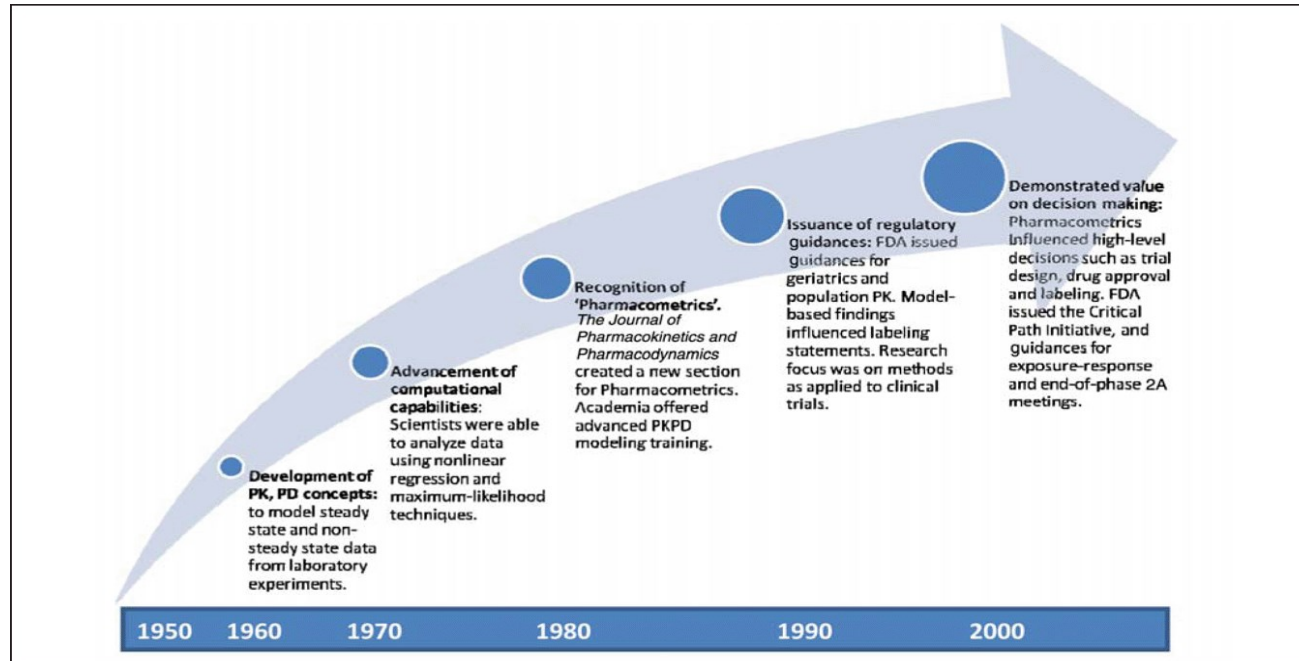 Development of
PK, PD concepts:
to model steady
state and non-
steady state data
from laboratory
experiments.
Advancement of
computational
capabilities:
Scientists were able
to analyze data
using nonlinear
regression and
maximum-likelihood
techniques.
Recognition of
‘Pharmacometrics’.
The Journal of
Pharmacokinetics and
Pharmacodynamics
created a new section
for Pharmacometrics.
Academia offered
advanced PKPD
modeling training.
Issuance of regulatory
guidances: FDA issued
guidances for
geriatrics and
population PK. Model-
based findings
influenced labeling
statements. Research
focus was on methods
as applied to clinical
trials.
Demonstrated value
on decision making:
Pharmacometrics
Influenced high-level
decisions such as trial
design, drug approval
and labeling. FDA
issued the Critical
Path Initiative, and
guidances for
exposure-response
and end-of-phase 2A
meetings.
1950 1960 1970 1980 1990 2000